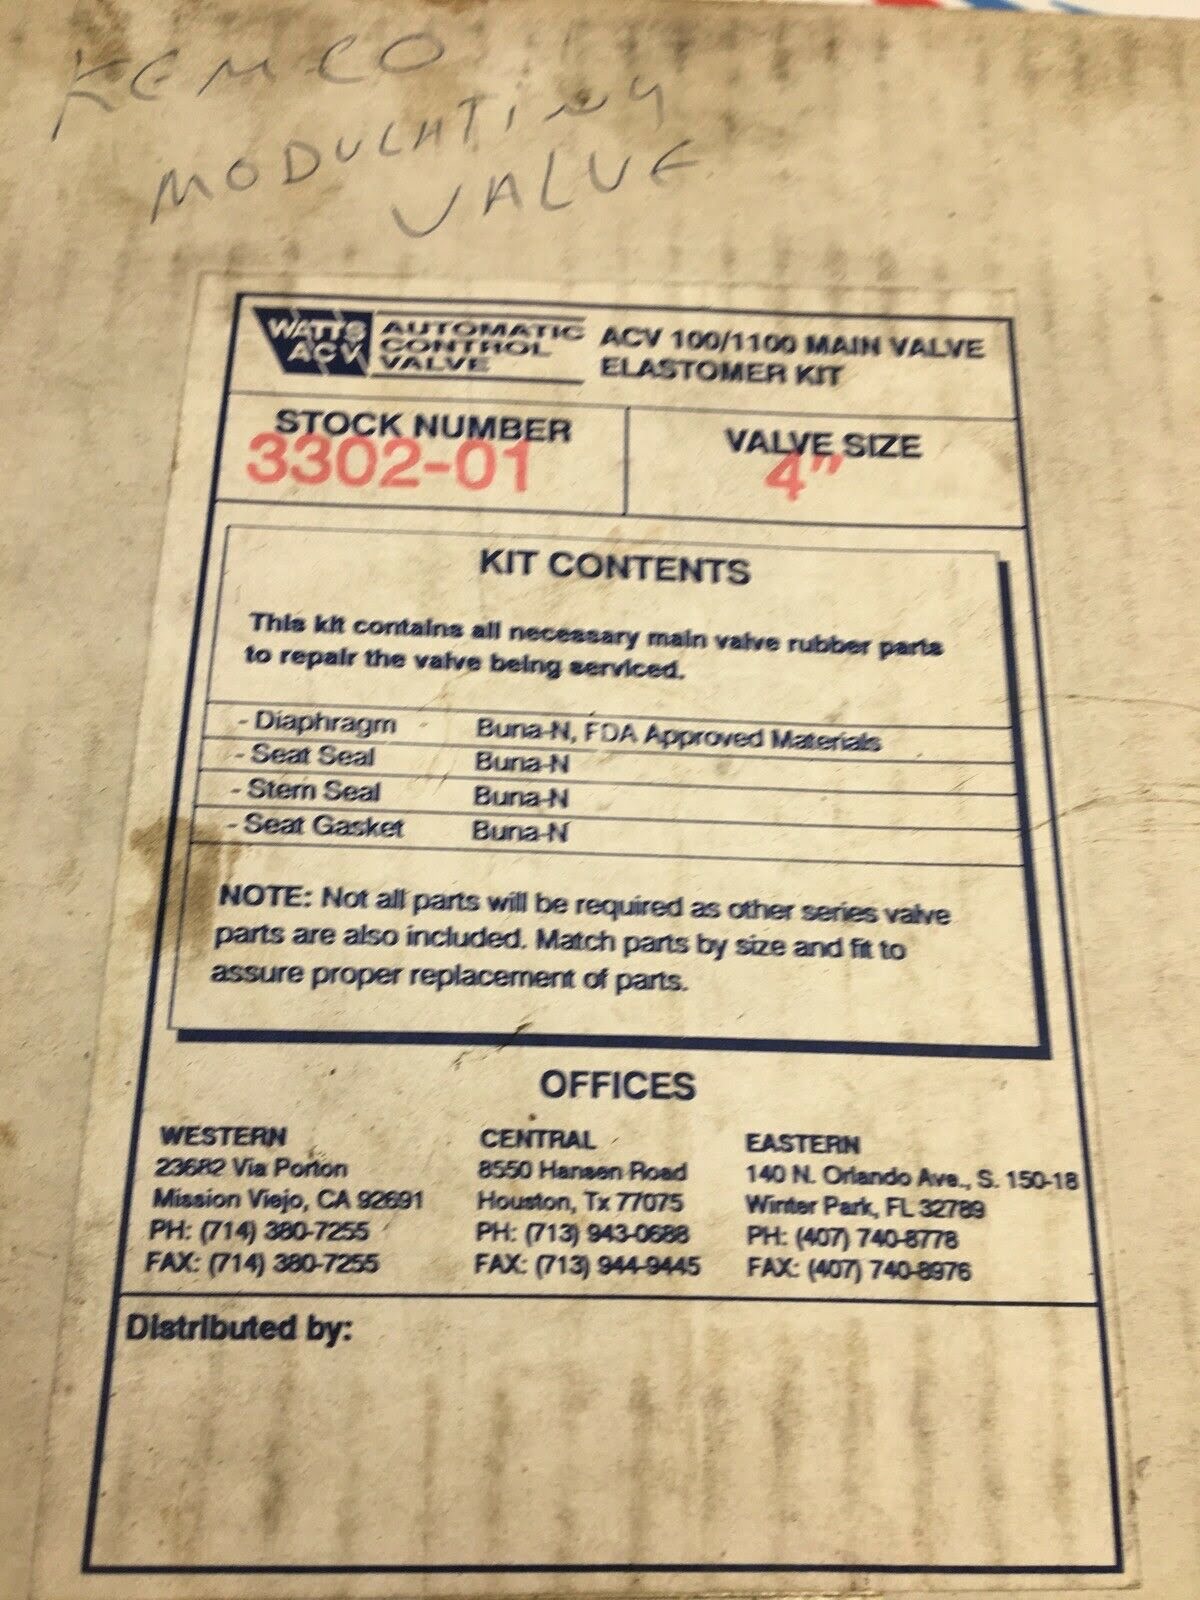 KEMCO
MODULATING
VALVE
WATTS
ACV
AUTOMATIC
CONTROL
VALVE
ACV 100/1100 MAIN VALVE
ELASTOMER KIT
STOCK NUMBER
3302-01
VALVE SIZE
4"
KIT CONTENTS
This kit contains all necessary main valve rubber parts
to repair the valve being serviced.
- Diaphragm Buna-N, FDA Approved Materials
- Seat Seal Buna-N
- Stem Seal Buna-N
- Seat Gasket Buna-N
NOTE: Not all parts will be required as other series valve
parts are also included. Match parts by size and fit to
assure proper replacement of parts.
OFFICES
WESTERN
23682 Via Porton
Mission Viejo, CA 92691
PH: (714) 380-7255
FAX: (714) 380-7255
CENTRAL
8550 Hansen Road
Houston, Tx 77075
PH: (713) 943-0688
FAX: (713) 944-9445
EASTERN
140 N. Orlando Ave., S. 150-18
Winter Park, FL 32789
PH: (407) 740-8778
FAX: (407) 740-8976
Distributed by: